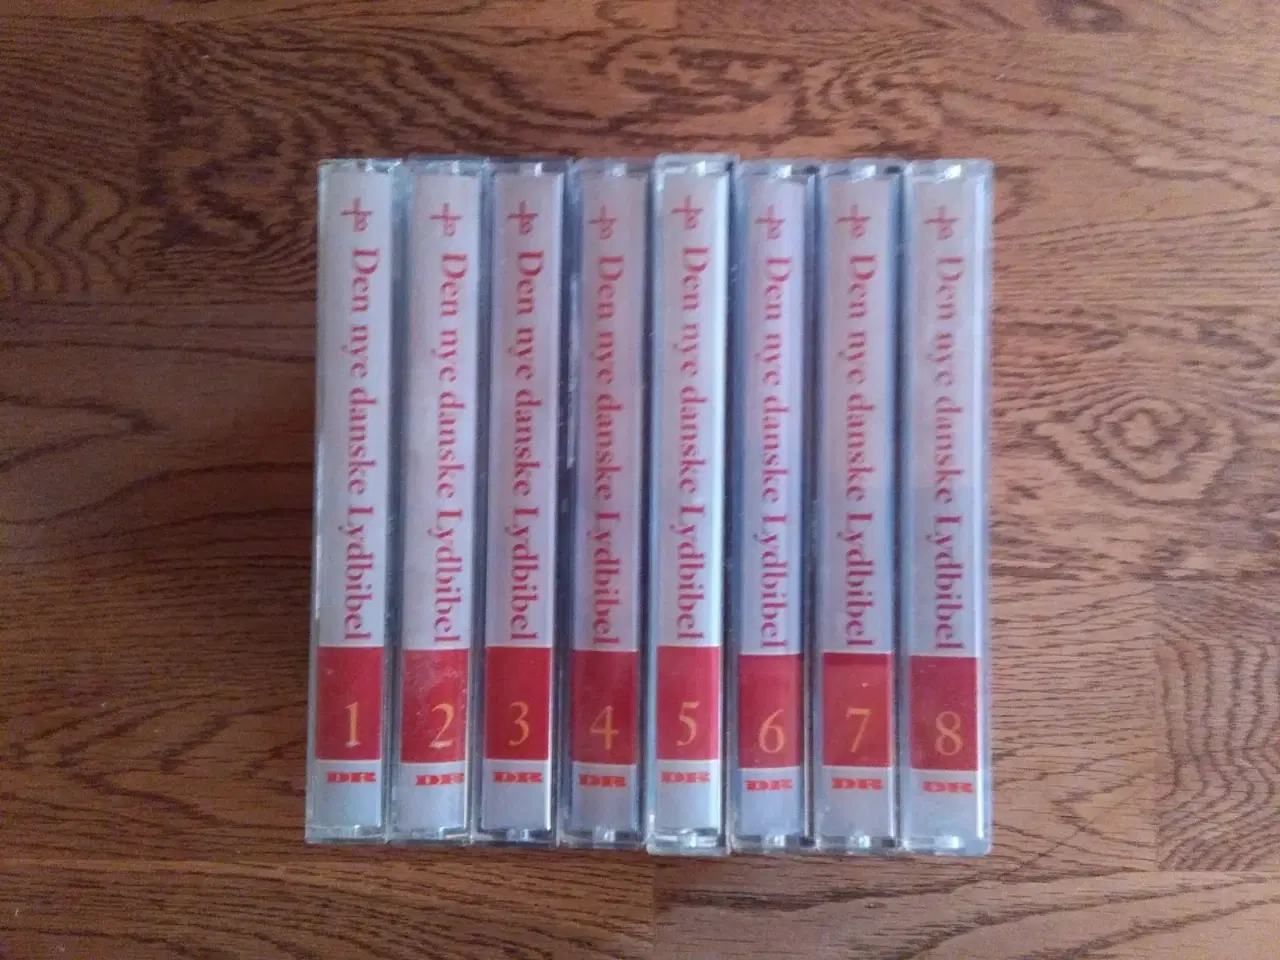 Den nye danske Lydbibel 1 DR
Den nye danske Lydbibel 2 DR
Den nye danske Lydbibel 3 DR
Den nye danske Lydbibel 4 DR
Den nye danske Lydbibel 5 DR
Den nye danske Lydbibel 6 DR
Den nye danske Lydbibel 7 DR
Den nye danske Lydbibel 8 DR